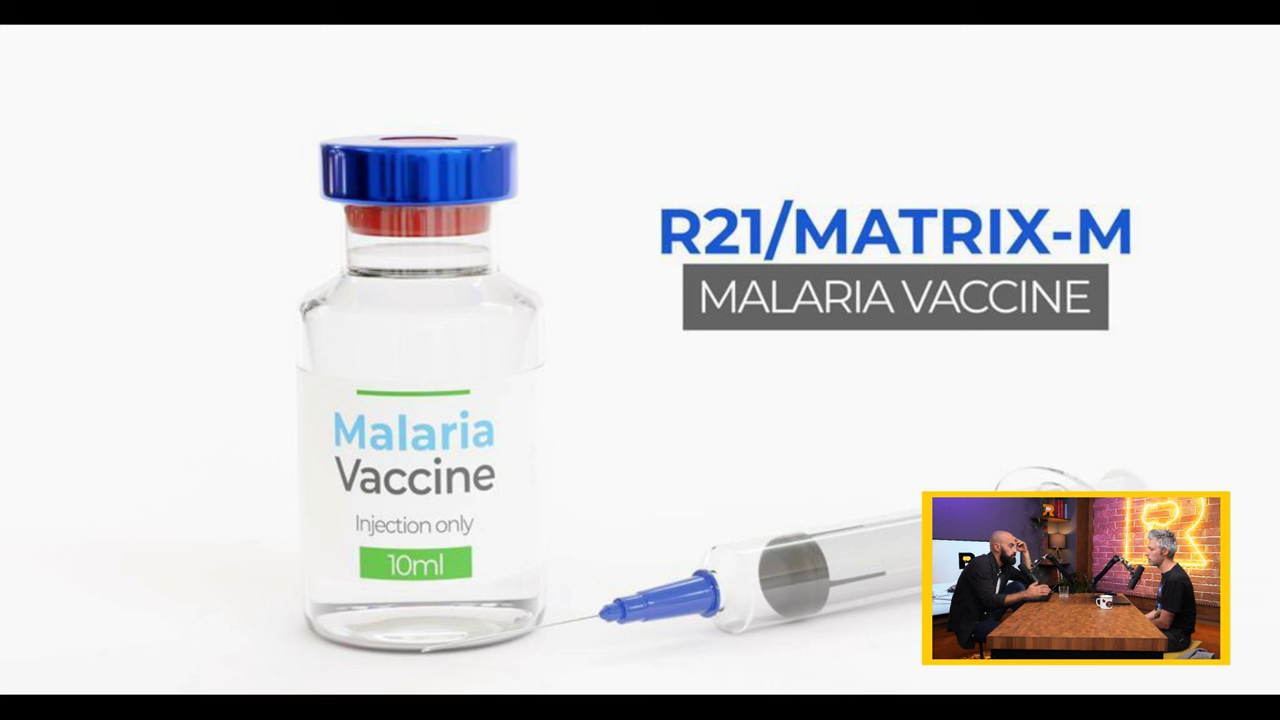 R21/MATRIX-M
MALARIA VACCINE
Malaria
Vaccine
Injection only
10ml
R